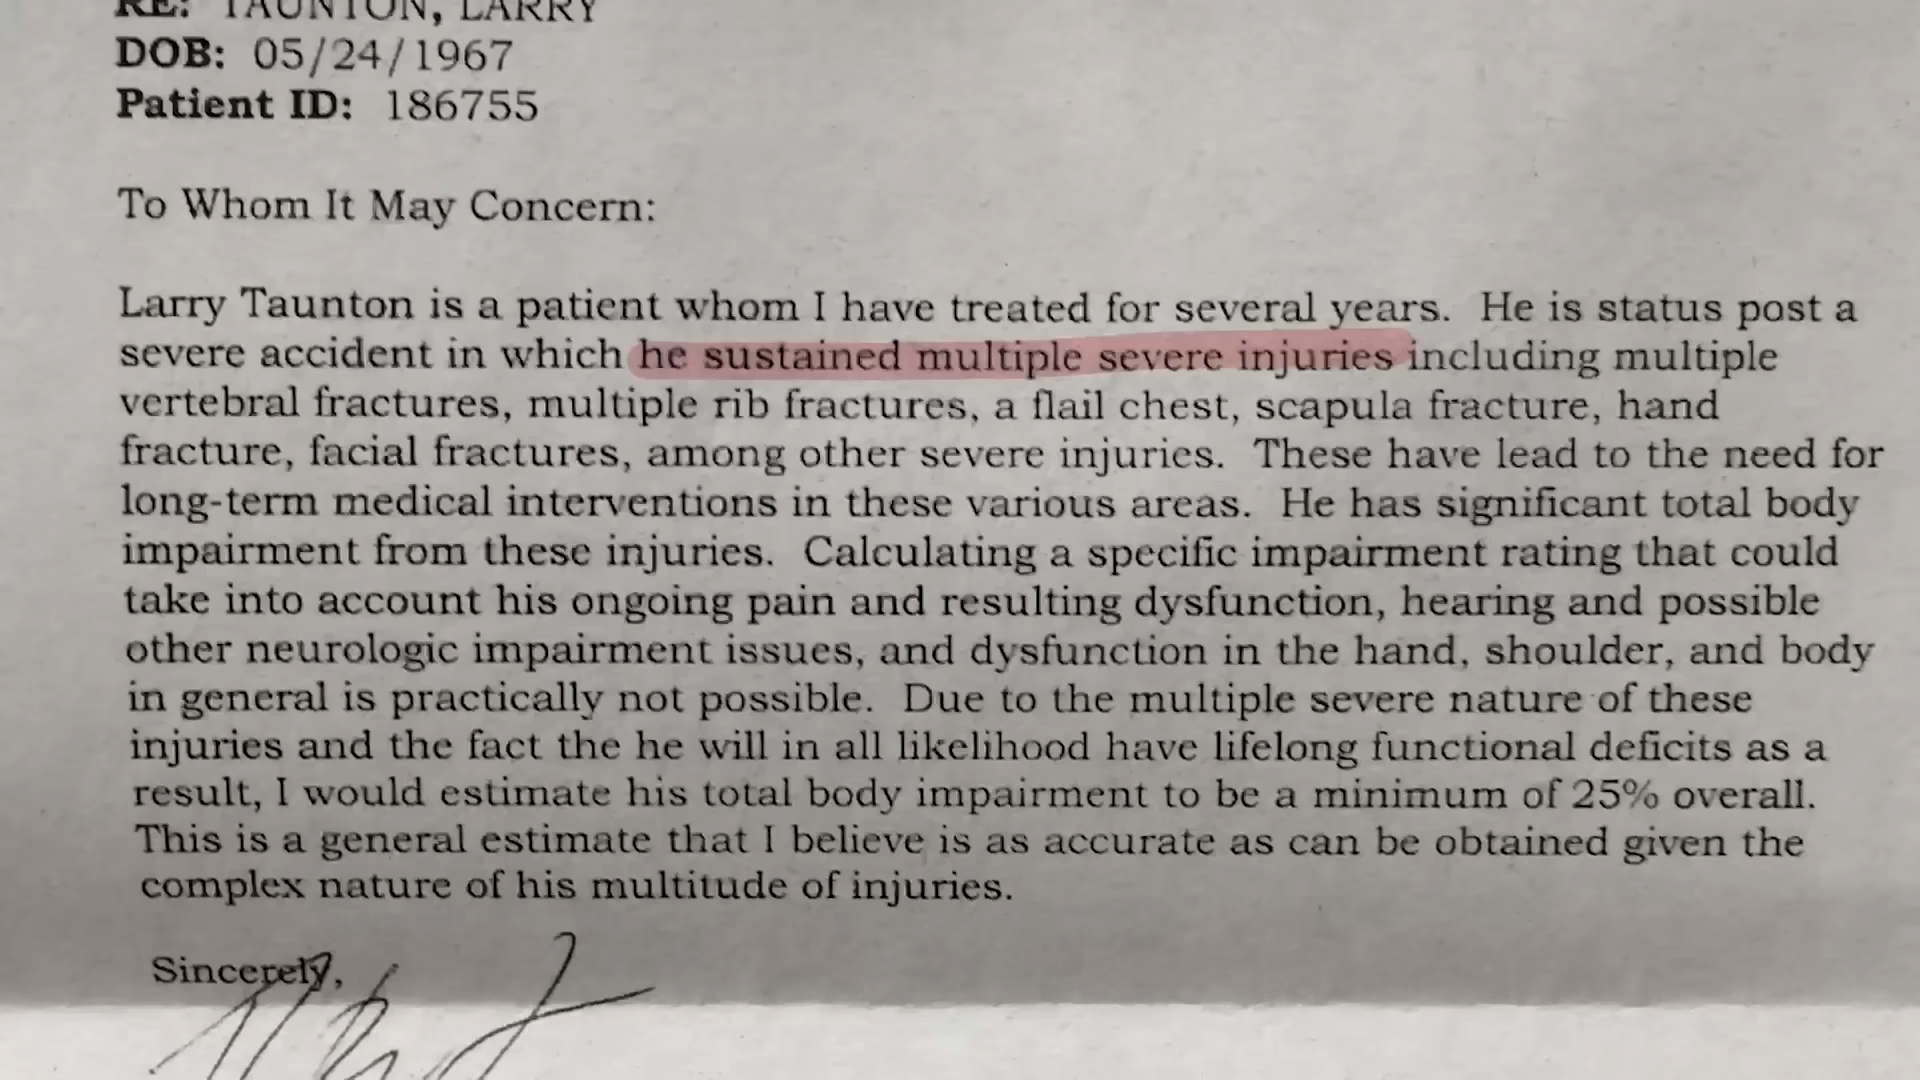 RE: TAUNTON, LARRY
DOB: 05/24/1967
Patient ID: 186755
To Whom It May Concern:
Larry Taunton is a patient whom I have treated for several years. He is status post a
severe accident in which he sustained multiple severe injuries including multiple
vertebral fractures, multiple rib fractures, a flail chest, scapula fracture, hand
fracture, facial fractures, among other severe injuries. These have lead to the need for
long-term medical interventions in these various areas. He has significant total body
impairment from these injuries. Calculating a specific impairment rating that could
take into account his ongoing pain and resulting dysfunction, hearing and possible
other neurologic impairment issues, and dysfunction in the hand, shoulder, and body
in general is practically not possible. Due to the multiple severe nature of these
injuries and the fact the he will in all likelihood have lifelong functional deficits as a
result, I would estimate his total body impairment to be a minimum of 25% overall.
This is a general estimate that I believe is as accurate as can be obtained given the
complex nature of his multitude of injuries.
Sincerely,